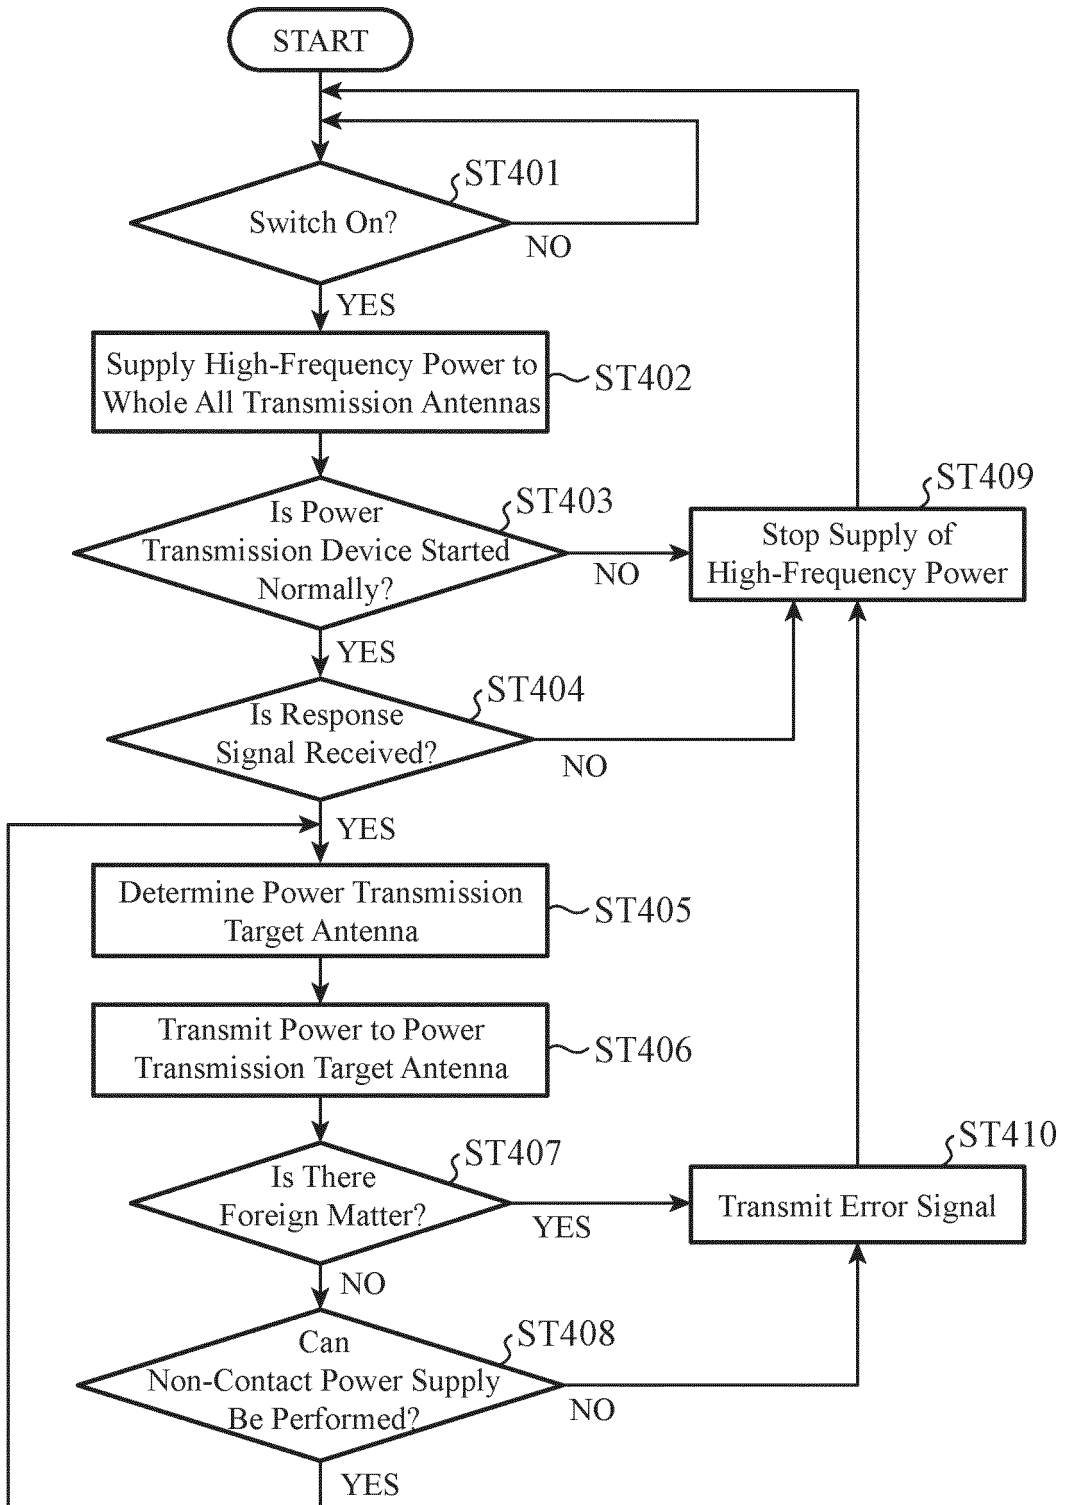 START
ST401
Switch On?
NO
YES
Supply High-Frequency Power to
Whole All Transmission Antennas
ST402
ST403
Is Power
Transmission Device Started
Normally?
NO
YES
ST409
Stop Supply of
High-Frequency Power
ST404
Is Response
Signal Received?
NO
YES
Determine Power Transmission
Target Antenna
ST405
Transmit Power to Power
Transmission Target Antenna
ST406
ST407
Is There
Foreign Matter?
YES
NO
ST410
Transmit Error Signal
ST408
Can
Non-Contact Power Supply
Be Performed?
NO
YES